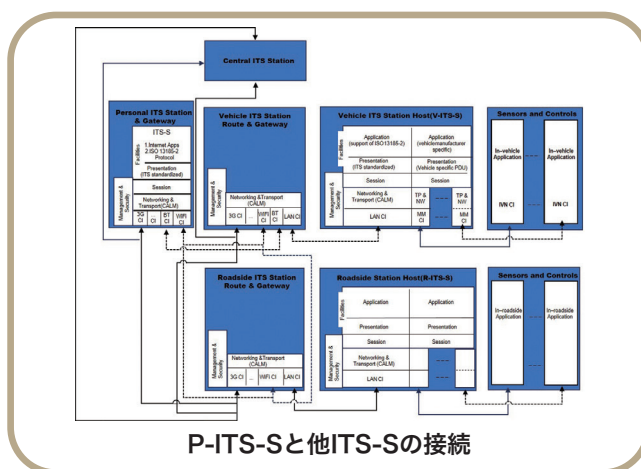 Central ITS Station
Personal ITS Station
& Gateway
ITS-S
1 Internet Apps
2.ISO 13185-2
Protocol
Presentation
(ITS standardized)
Session
Networking &
Transport(CALM)
3G
CI
...
CI
BT
CI
WIFI
CI
Facilities
Management &
Security
Vehicle ITS Station
Route & Gateway
Management &
Security
Networking &Transport
(CALM)
3G CI
...
WIFI
CI
BT
CI
LAN CI
Vehicle ITS Station Host(V-ITS-S)
Facilities
Management &
Security
Application
(support of ISO13185-2)
Application
(vehiclemanufacturer
specific)
Presentation
(ITS standardized)
Presentation
(Vehicle specific PDU)
Session
Session
Networking &
Transport (CALM)
TP &
NW
TP &
NW
LAN CI
MM
CI
MM
CI
Sensors and Controls
In-vehicle
Application
In-vehicle
Application
IVN CI
IVN CI
Roadside ITS Station
Route & Gateway
Management &
Security
Networking &Transport
(CALM)
3G CI
...
WIFI CI
LAN CI
Roadside Station Host(R-ITS-S)
Facilities
Management &
Security
Application
Application
Presentation
Presentation
Session
Session
Networking &
Transport (CALM)
LAN CI
Sensors and Controls
In-roadside
Application
In-roadside
Application
P-ITS-Sと他ITS-Sの接続